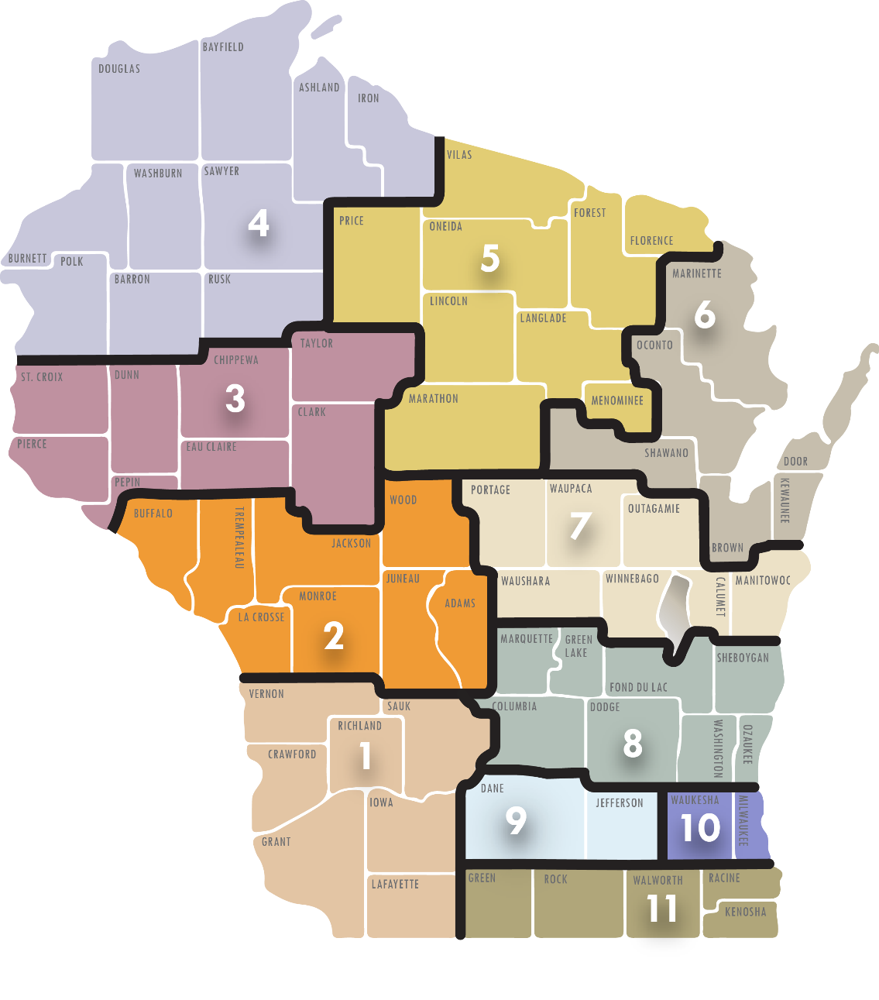 BAYFIELD
DOUGLAS
ASHLAND
IRON
VILAS
WASHBURN
SAWYER
4
PRICE
FOREST
ONEIDA
FLORENCE
5
BURNETT
POLK
BARRON
RUSK
MARINETTE
6
LINCOLN
LANGLADE
TAYLOR
OCONTO
CHIPPEWA
ST. CROIX
DUNN
3
MARATHON
MENOMINEE
CLARK
PIERCE
EAU CLAIRE
SHAWANO
DOOR
PEPIN
KEWAUNEE
PORTAGE
WAUPACA
WOOD
OUTAGAMIE
BUFFALO
TREMPEALEAU
7
JACKSON
BROWN
JUNEAU
WAUSHARA
WINNEBAGO
CALUMET
MANITOWOC
MONROE
ADAMS
LA CROSSE
2
MARQUETTE
GREEN
LAKE
SHEBOYGAN
FOND DU LAC
VERNON
SAUK
COLUMBIA
DODGE
RICHLAND
WASHINGTON
OZAUKEE
8
CRAWFORD
1
DANE
IOWA
JEFFERSON
WAUKESHA
MILWAUKEE
9
10
GRANT
GREEN
ROCK
WALWORTH
RACINE
LAFAYETTE
11
KENOSHA